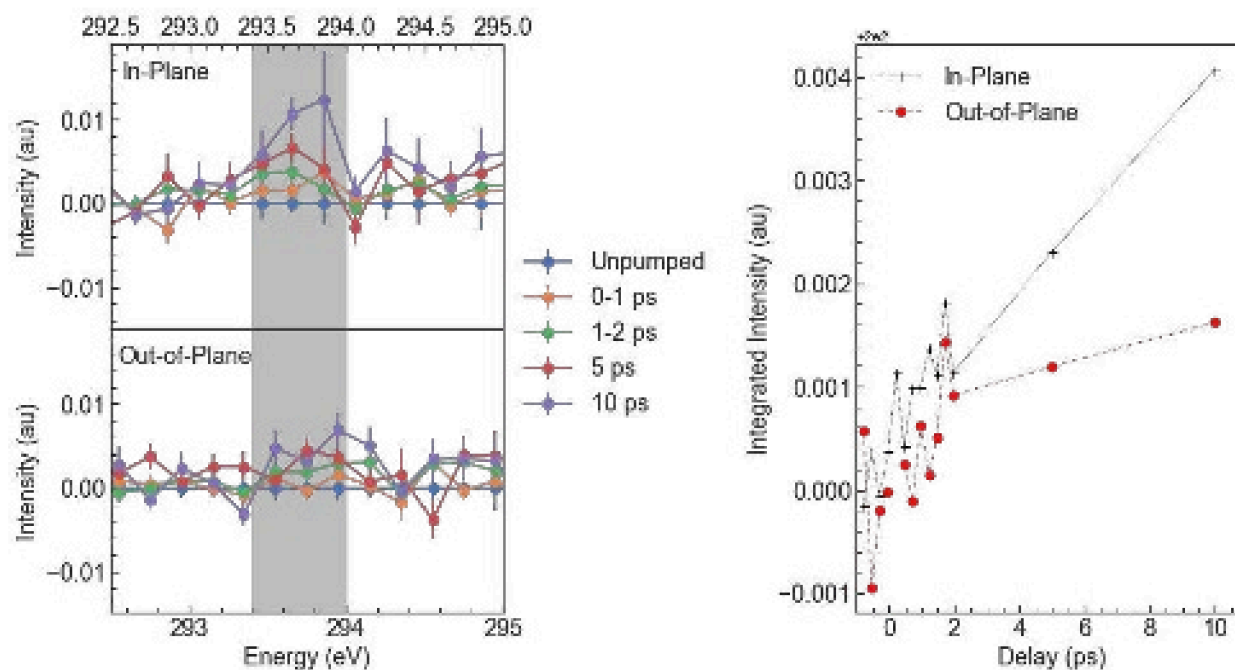 292.5 293.0 293.5 294.0 294.5 295.0
In-Plane
0.01
0.00
−0.01
Intensity (au)
Out-of-Plane
0.01
0.00
−0.01
Intensity (au)
293 294 295
Energy (eV)
Unpumped
0-1 ps
1-2 ps
5 ps
10 ps
In-Plane
Out-of-Plane
0.004
0.003
0.002
0.001
0.000
−0.001
Integrated Intensity (au)
0 2 4 6 8 10
Delay (ps)